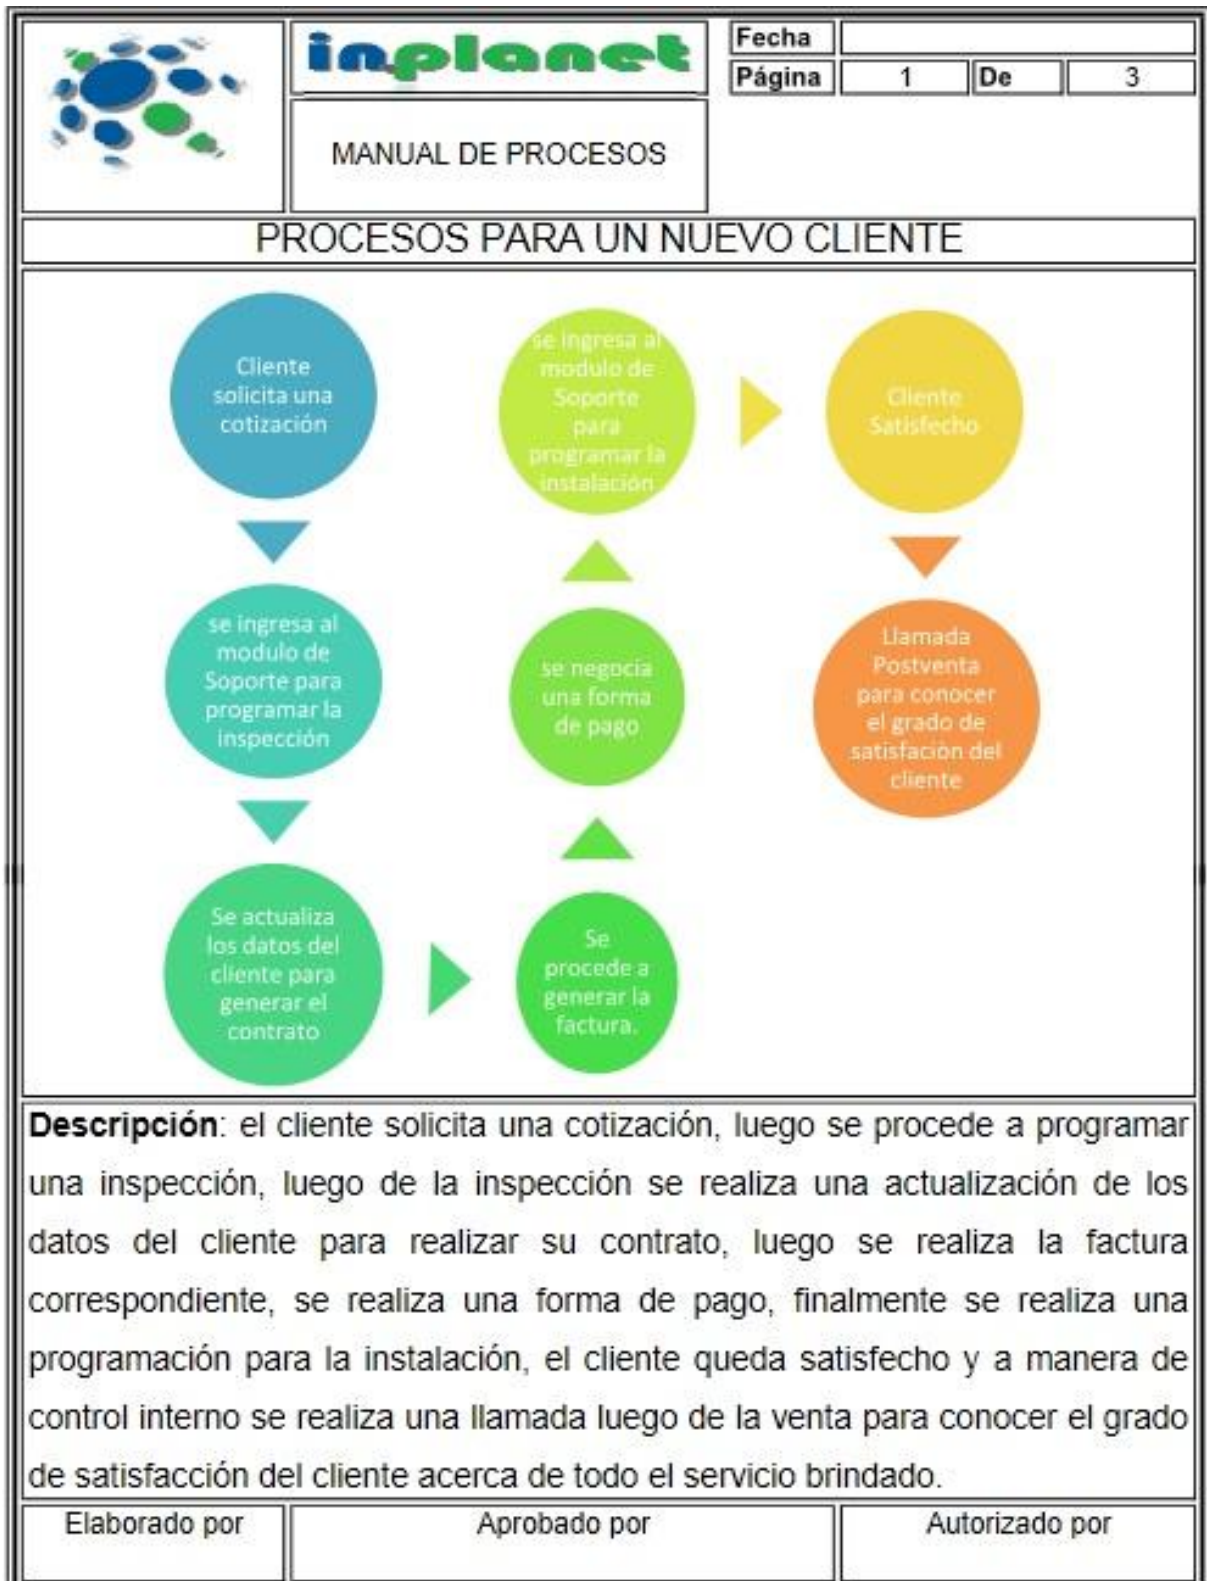 inplanet
Fecha
Página 1 De 3
MANUAL DE PROCESOS
PROCESOS PARA UN NUEVO CLIENTE
Cliente
solicita una
cotización
se ingresa al
modulo de
Soporte para
programar la
inspección
Se actualiza
los datos del
cliente para
generar el
contrato
Se
procede a
generar la
factura.
se negocia
una forma
de pago
se ingresa al
modulo de
Soporte
para
programar la
instalación
Cliente
Satisfecho
Llamada
Postventa
para conocer
el grado de
satisfaciòn del
cliente
Descripción: el cliente solicita una cotización, luego se procede a programar
una inspección, luego de la inspección se realiza una actualización de los
datos del cliente para realizar su contrato, luego se realiza la factura
correspondiente, se realiza una forma de pago, finalmente se realiza una
programación para la instalación, el cliente queda satisfecho y a manera de
control interno se realiza una llamada luego de la venta para conocer el grado
de satisfacción del cliente acerca de todo el servicio brindado.
Elaborado por
Aprobado por
Autorizado por